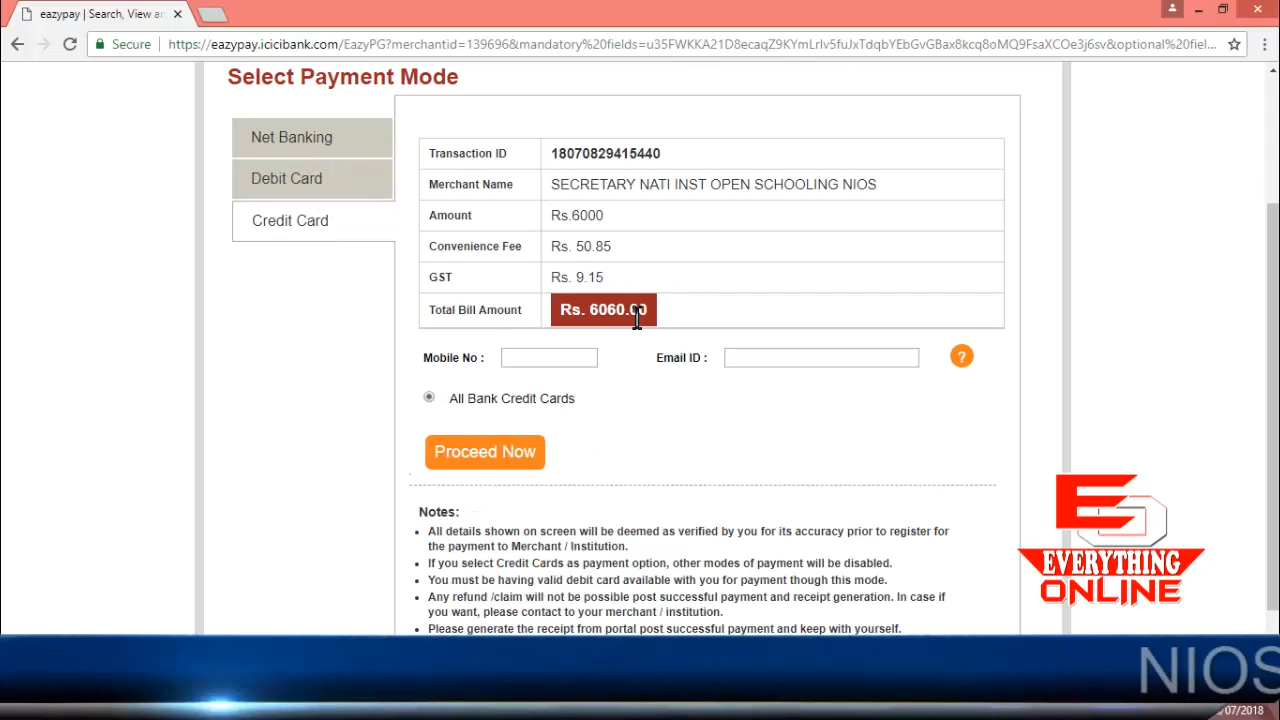 eazypay | Search, View a
Secure
https://eazypay.icicibank.com/EazyPG?merchantid=139696&mandatory%20fields=u35FWKKA21D8ecaqZ9KYnLrIv5fuJxTdqbYEbGvGBax8kcq8oMQ9FsaXCOe3j6sv&optional%20fiel...
Select Payment Mode
Net Banking
Debit Card
Credit Card
Transaction ID 18070829415440
Merchant Name SECRETARY NATI INST OPEN SCHOOLING NIOS
Amount Rs.6000
Convenience Fee Rs. 50.85
GST Rs. 9.15
Total Bill Amount Rs. 6060.00
Mobile No : Email ID : ?
All Bank Credit Cards
Proceed Now
Notes:
• All details shown on screen will be deemed as verified by you for its accuracy prior to register for
the payment to Merchant / Institution.
• If you select Credit Cards as payment option, other modes of payment will be disabled.
• You must be having valid debit card available with you for payment though this mode.
• Any refund /claim will not be possible post successful payment and receipt generation. In case if
you want, please contact to your merchant / institution.
• Please generate the receipt from portal post successful payment and keep with yourself.
EO
EVERYTHING
ONLINE
NIOS
/07/2018